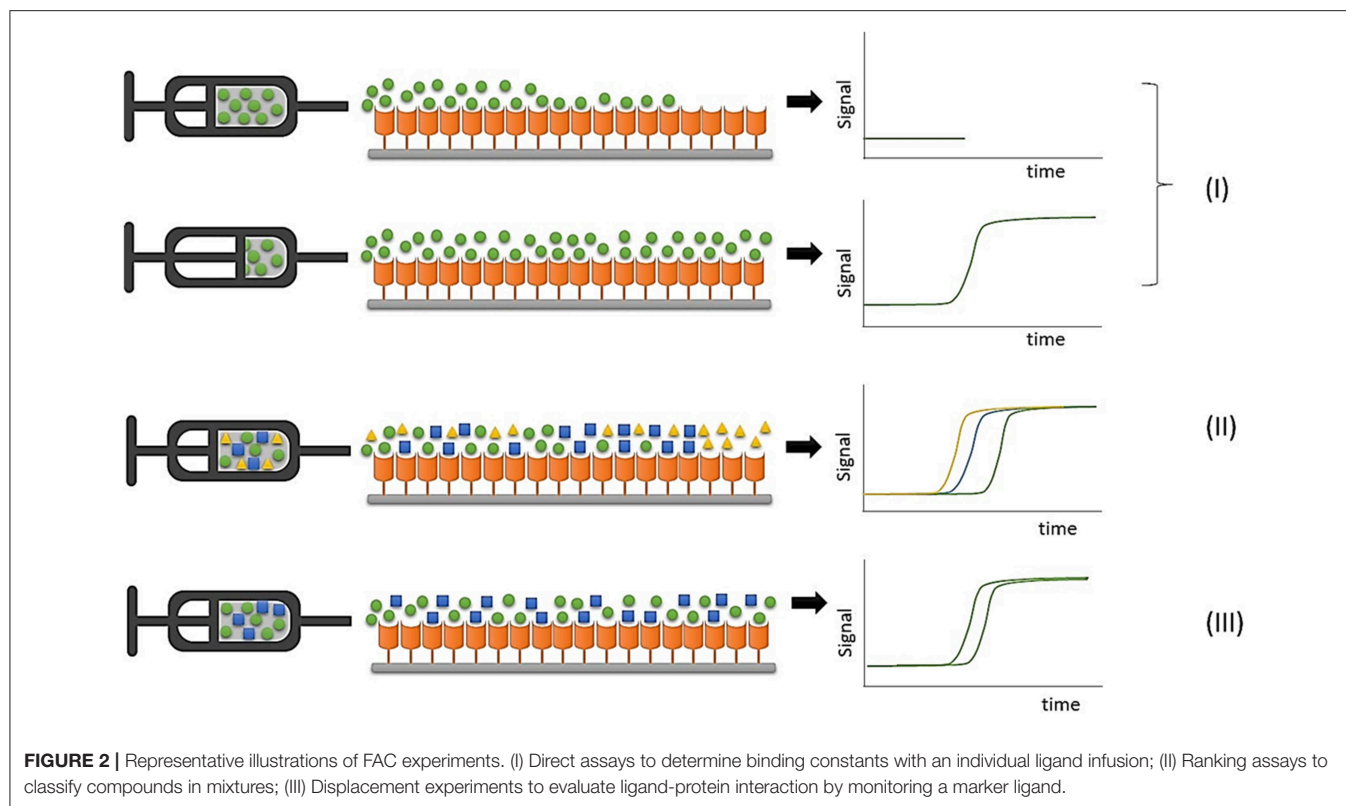 Signal
time
(I)
Signal
time
Signal
time
(II)
Signal
time
(III)
FIGURE 2 | Representative illustrations of FAC experiments. (I) Direct assays to determine binding constants with an individual ligand infusion; (II) Ranking assays to
classify compounds in mixtures; (III) Displacement experiments to evaluate ligand-protein interaction by monitoring a marker ligand.